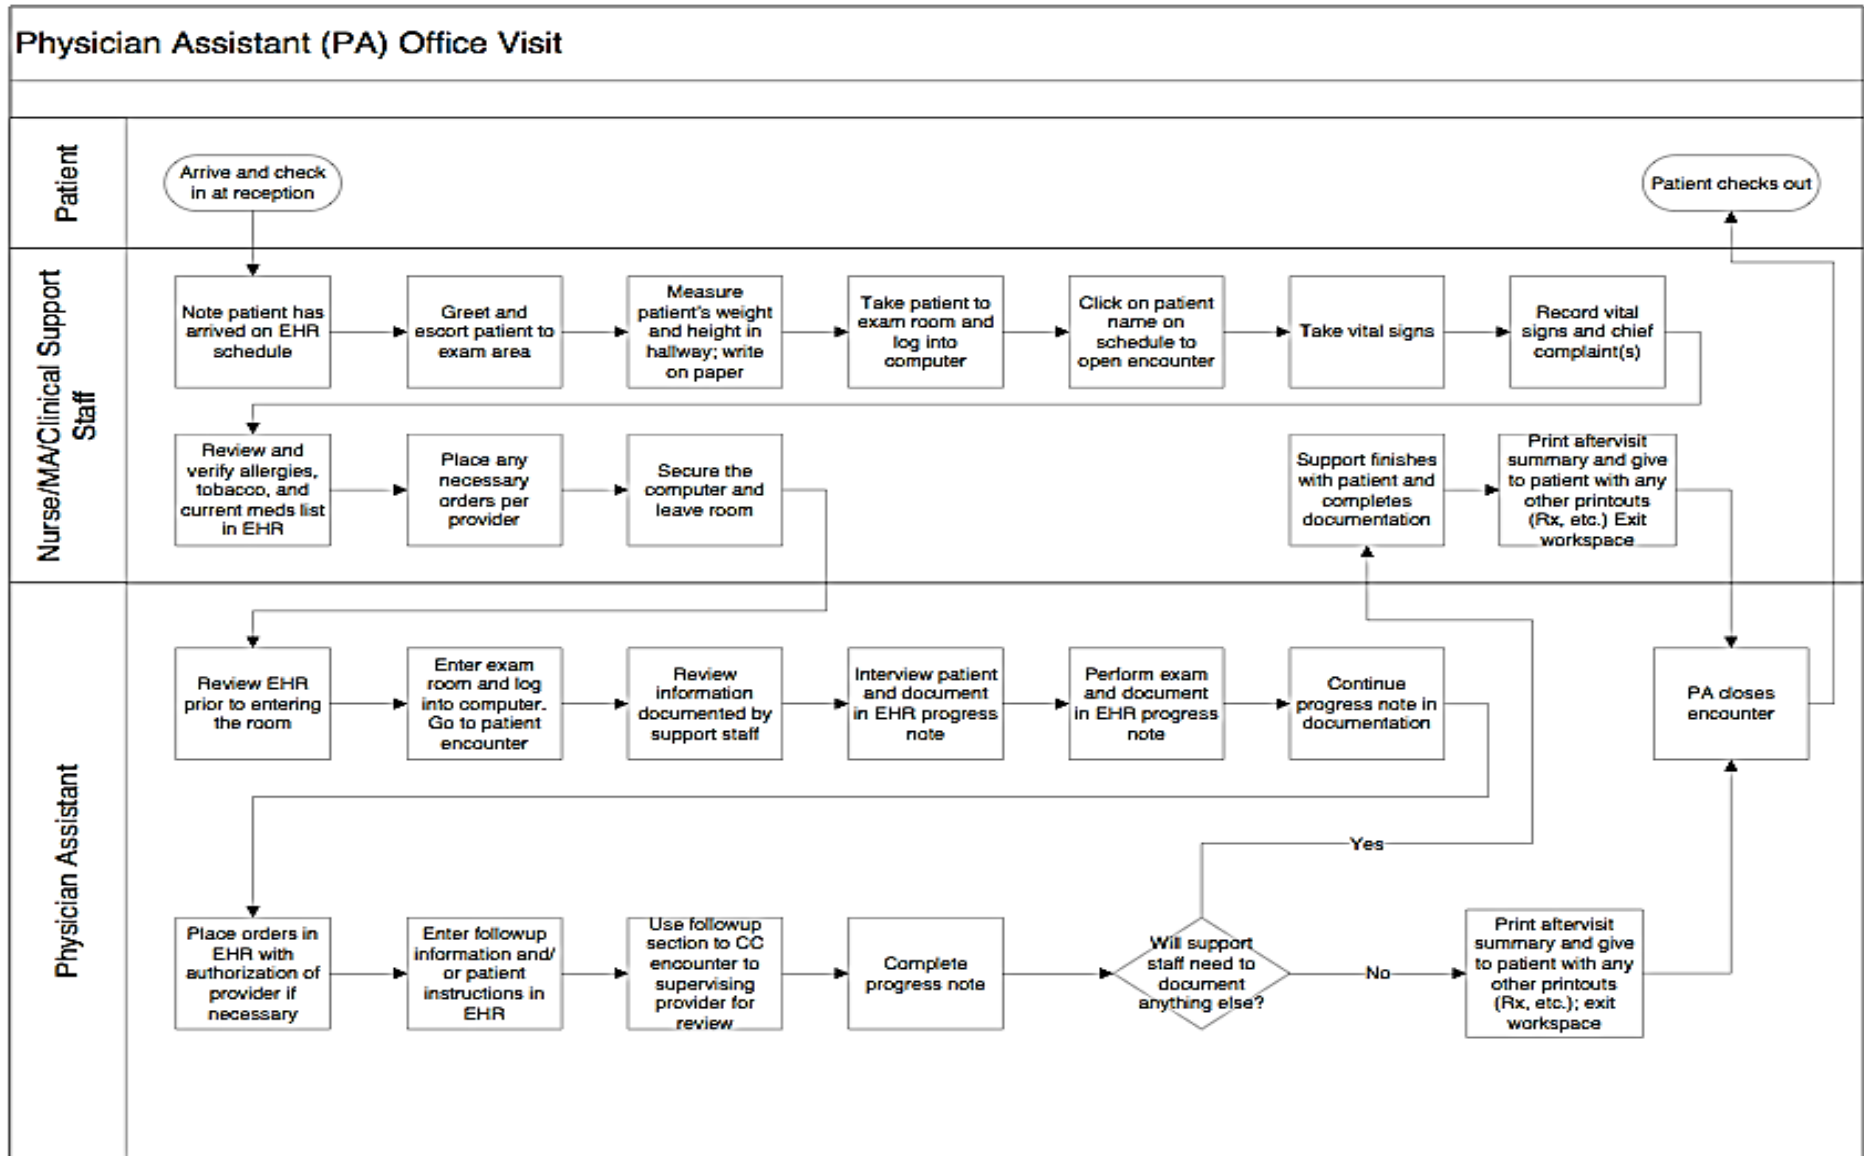 Physician Assistant (PA) Office Visit
Patient
Arrive and check
in at reception
Patient checks out
Nurse/MA/Clinical Support
Staff
Note patient has
arrived on EHR
schedule
Greet and
escort patient to
exam area
Measure
patient's weight
and height in
hallway; write
on paper
Take patient to
exam room and
log into
computer
Click on patient
name on
schedule to
open encounter
Take vital signs
Record vital
signs and chief
complaint(s)
Review and
verify allergies,
tobacco, and
current meds list
in EHR
Place any
necessary
orders per
provider
Secure the
computer and
leave room
Support finishes
with patient and
completes
documentation
Print aftervisit
summary and give
to patient with any
other printouts
(Rx, etc.) Exit
workspace
Physician Assistant
Review EHR
prior to entering
the room
Enter exam
room and log
into computer.
Go to patient
encounter
Review
information
documented by
support staff
Interview patient
and document
in EHR progress
note
Perform exam
and document
in EHR progress
note
Continue
progress note in
documentation
PA closes
encounter
Place orders in
EHR with
authorization of
provider if
necessary
Enter followup
information and/
or patient
instructions in
EHR
Use followup
section to CC
encounter to
supervising
provider for
review
Complete
progress note
Will support
staff need to
document
anything else?
Yes
No
Print aftervisit
summary and give
to patient with any
other printouts
(Rx, etc.); exit
workspace